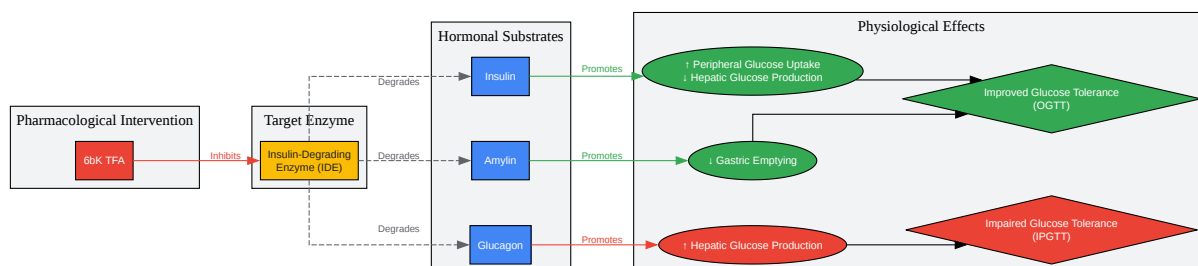 Physiological Effects
Hormonal Substrates
Promotes
↑ Peripheral Glucose Uptake
↓ Hepatic Glucose Production
Insulin
Degrades
Improved Glucose Tolerance
(OGTT)
Pharmacological Intervention
Target Enzyme
6bK TFA
Inhibits
Insulin-Degrading
Enzyme (IDE)
Degrades
Amylin
Promotes
↓ Gastric Emptying
Degrades
Glucagon
Promotes
↑ Hepatic Glucose Production
Impaired Glucose Tolerance
(IPGTT)